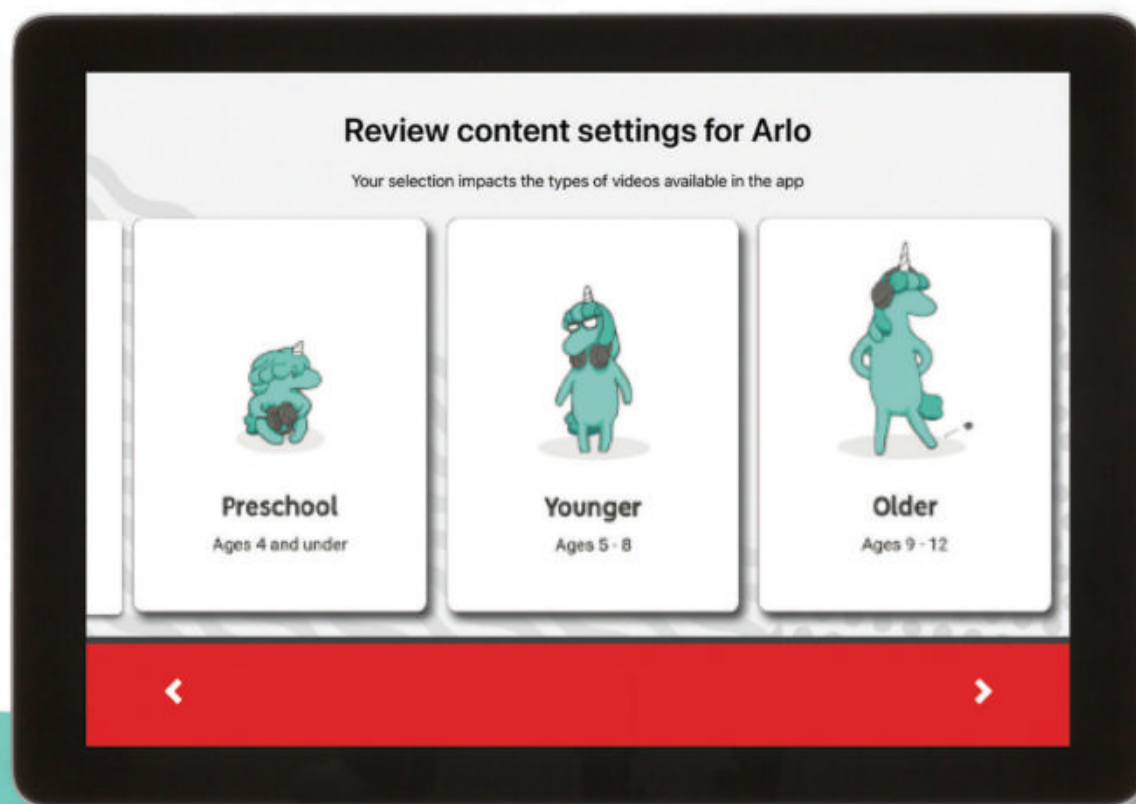 Review content settings for Arlo
Your selection impacts the types of videos available in the app
Preschool
Ages 4 and under
Younger
Ages 5 - 8
Older
Ages 9 - 12